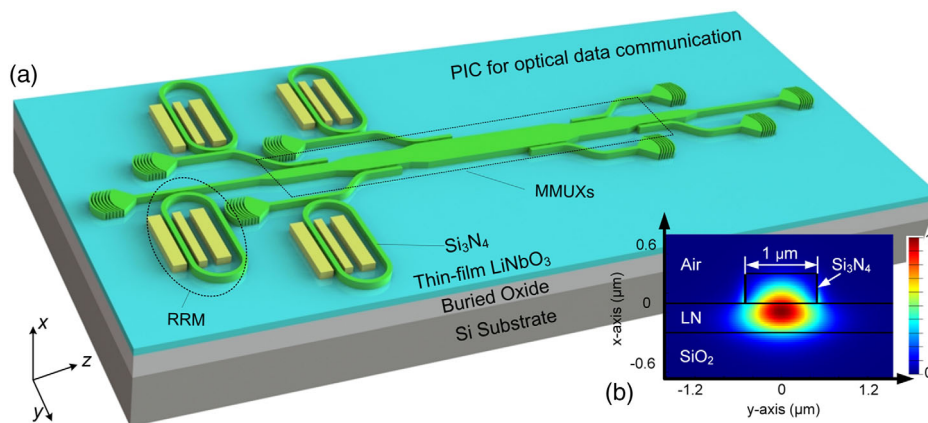 (a)
PIC for optical data communication
MMUXs
Si₃N₄
Thin-film LiNbO₃
Buried Oxide
Si Substrate
RRM
x
z
y
(b)
0.6
0
-0.6
x-axis (μm)
Air
LN
SiO₂
1 μm
Si₃N₄
1
0
-1.2
0
1.2
y-axis (μm)